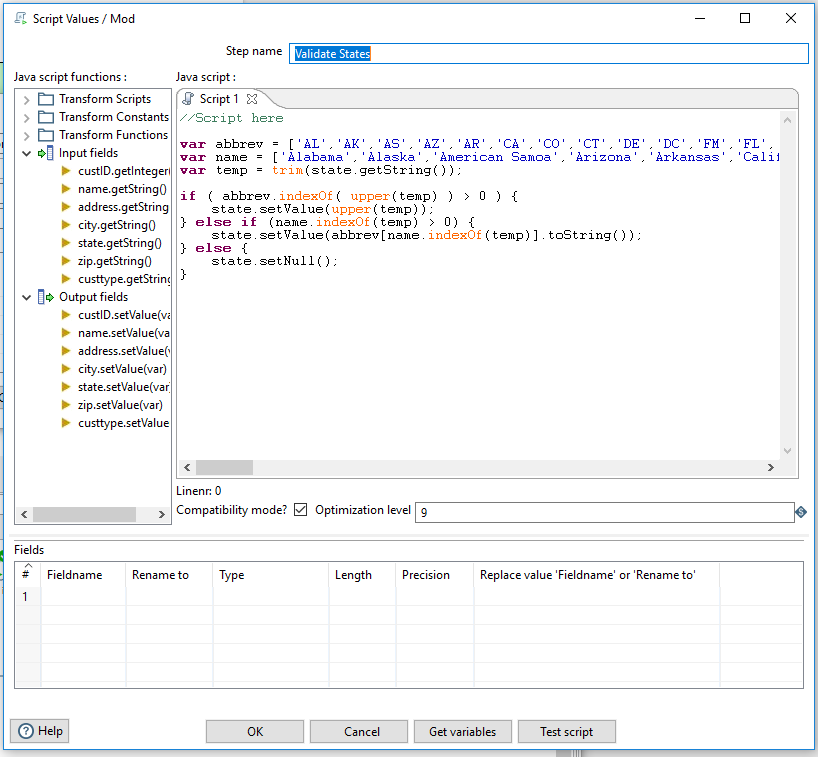 Script Values / Mod
Step name Validate States
Java script functions :
Java script :
Transform Scripts
Transform Constants
Transform Functions
Input fields
custID.getInteger(
name.getString()
address.getString
city.getString()
state.getString()
zip.getString()
custtype.getString
Output fields
custID.setValue(va
name.setValue(va
address.setValue(v
city.setValue(var)
state.setValue(var
zip.setValue(var)
custtype.setValue
Script 1
//Script here
var abbrev = ['AL','AK','AS','AZ','AR','CA','CO','CT','DE','DC','FM','FL',
var name = ['Alabama','Alaska','American Samoa','Arizona','Arkansas','Calif
var temp = trim(state.getString());
if ( abbrev.indexOf( upper(temp) ) > 0 ) {
state.setValue(upper(temp));
} else if (name.indexOf(temp) > 0) {
state.setValue(abbrev[name.indexOf(temp)].toString());
} else {
state.setNull();
}
Linenr: 0
Compatibility mode? Optimization level 9
Fields
# Fieldname Rename to Type Length Precision Replace value 'Fieldname' or 'Rename to'
1
Help OK Cancel Get variables Test script